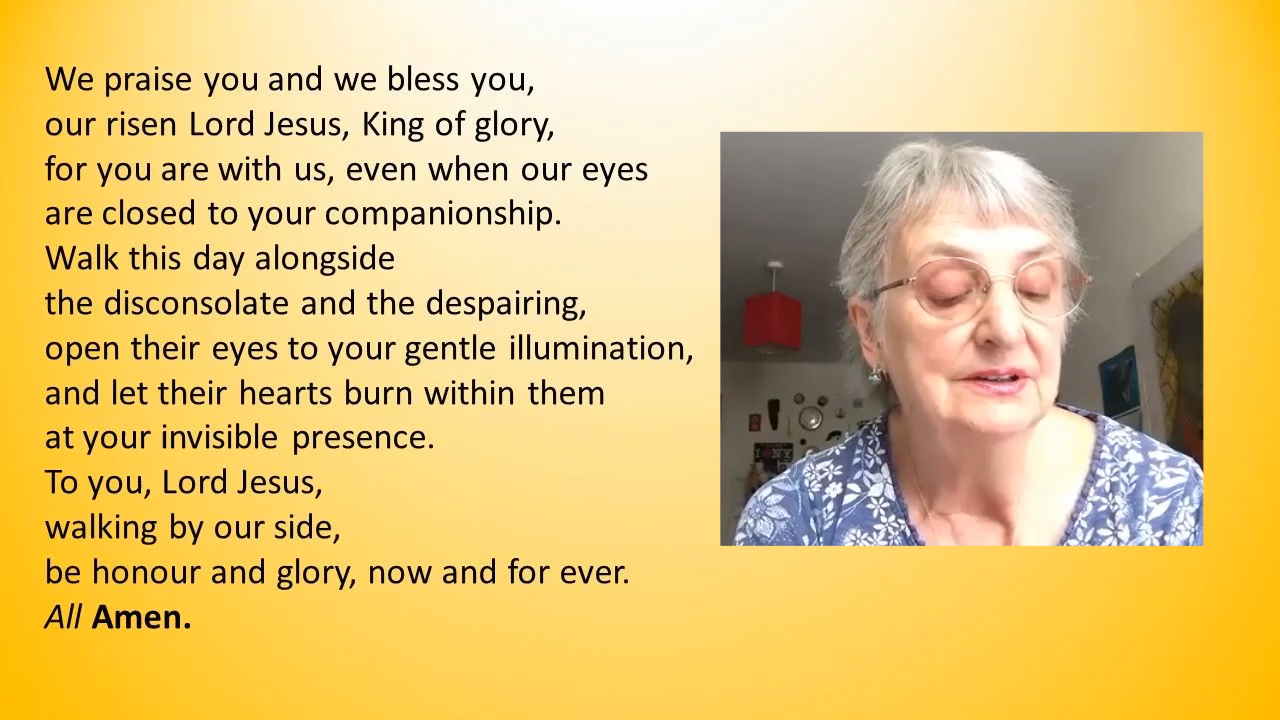 We praise you and we bless you,
our risen Lord Jesus, King of glory,
for you are with us, even when our eyes
are closed to your companionship.
Walk this day alongside
the disconsolate and the despairing,
open their eyes to your gentle illumination,
and let their hearts burn within them
at your invisible presence.
To you, Lord Jesus,
walking by our side,
be honour and glory, now and for ever.
All Amen.